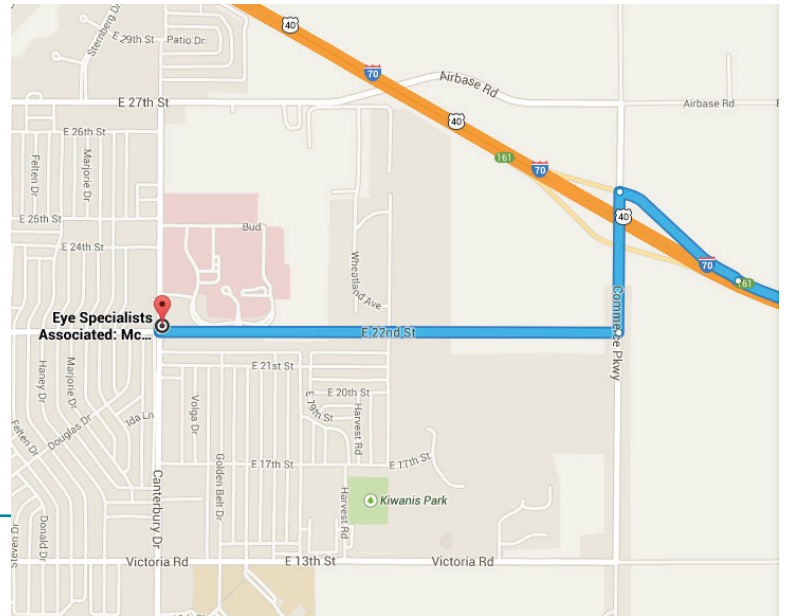 Sternberg Dr
E 29th St
Patio Dr
40
70
Airbase Rd
E 27th St
Airbase Rd
40
E 26th St
Felten Dr
Marjorie Dr
161
70
E 25th St
Bud
40
E 24th St
Wheatland Ave
70
161
Eye Specialists
Associated: Mc...
E 22nd St
Commerce Pkwy
E 21st St
Haney Dr
Marjorie Dr
Volga Dr
E 20th St
E 19th St
Harvest Rd
Ida Ln
Felten Dr
Douglas Dr
Golden Belt Dr
E 17th St
E 17th St
Canterbury Dr
Harvest Rd
Kiwanis Park
Donald Dr
Victoria Rd
E 13th St
Victoria Rd